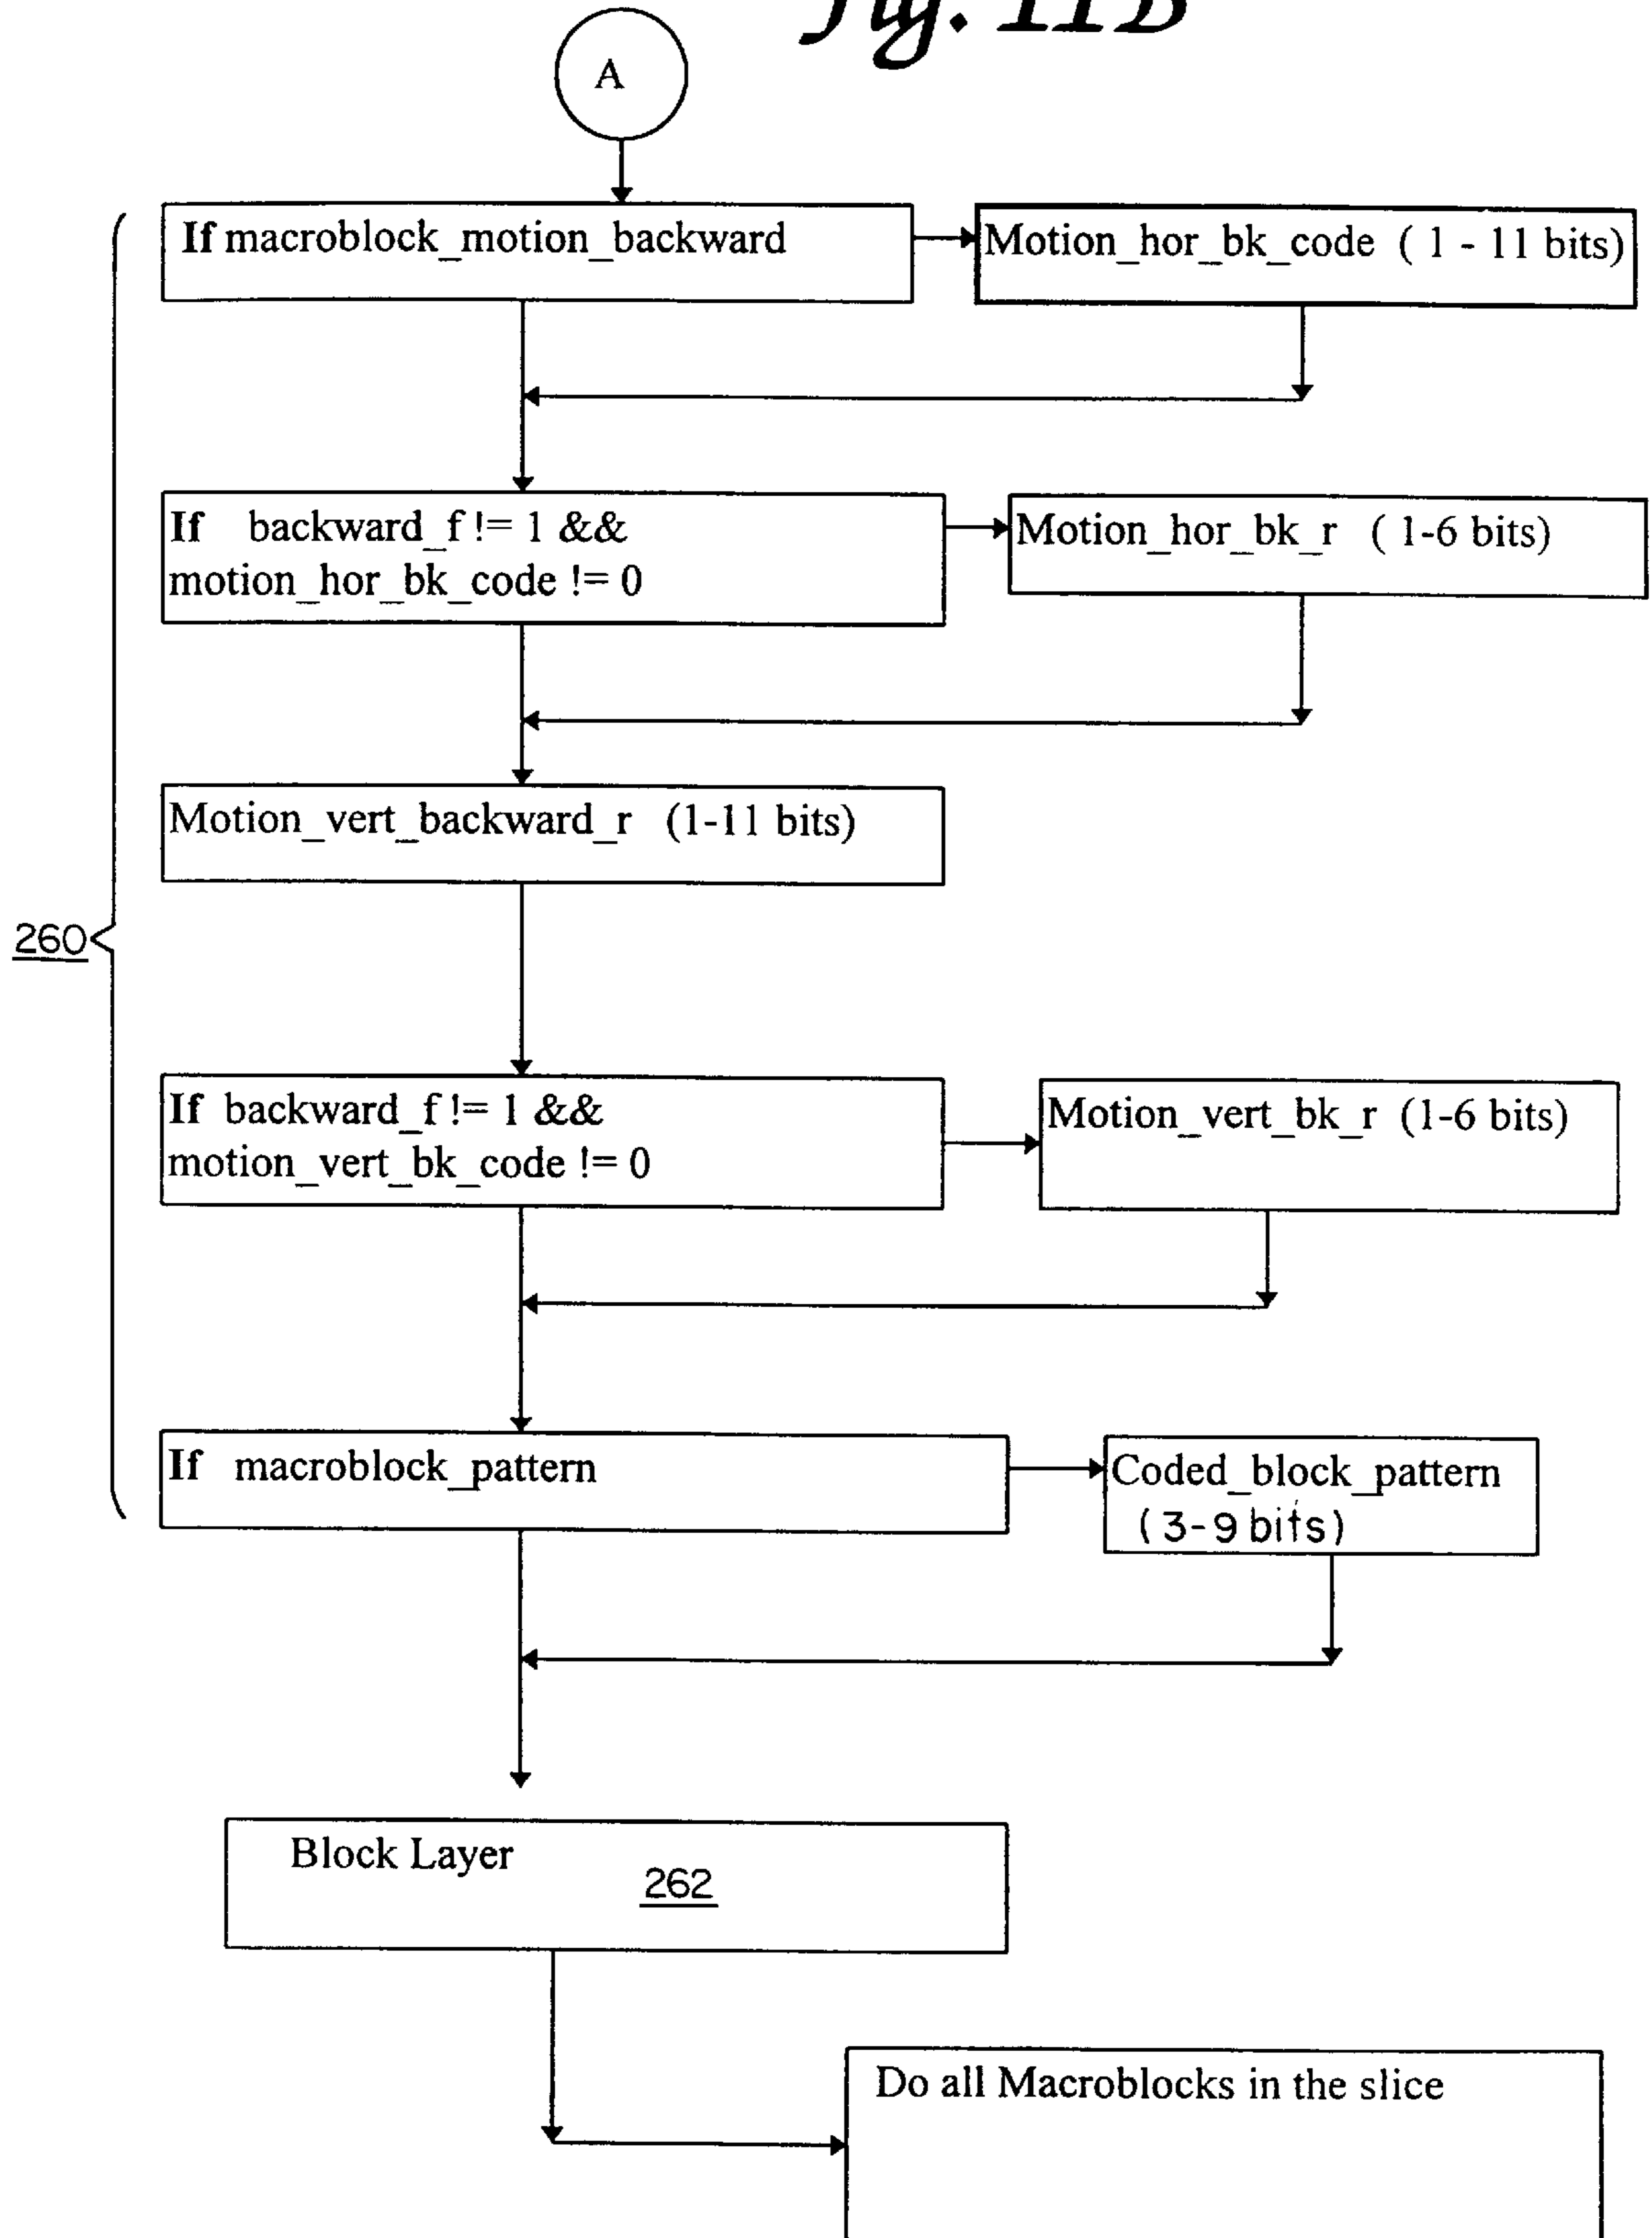 Fig. 11B
A
If macroblock_motion_backward
Motion_hor_bk_code ( 1 - 11 bits)
If backward_f != 1 &&
motion_hor_bk_code != 0
Motion_hor_bk_r ( 1-6 bits)
Motion_vert_backward_r (1-11 bits)
260
If backward_f != 1 &&
motion_vert_bk_code != 0
Motion_vert_bk_r (1-6 bits)
If macroblock_pattern
Coded_block_pattern
( 3-9 bits)
Block Layer
262
Do all Macroblocks in the slice